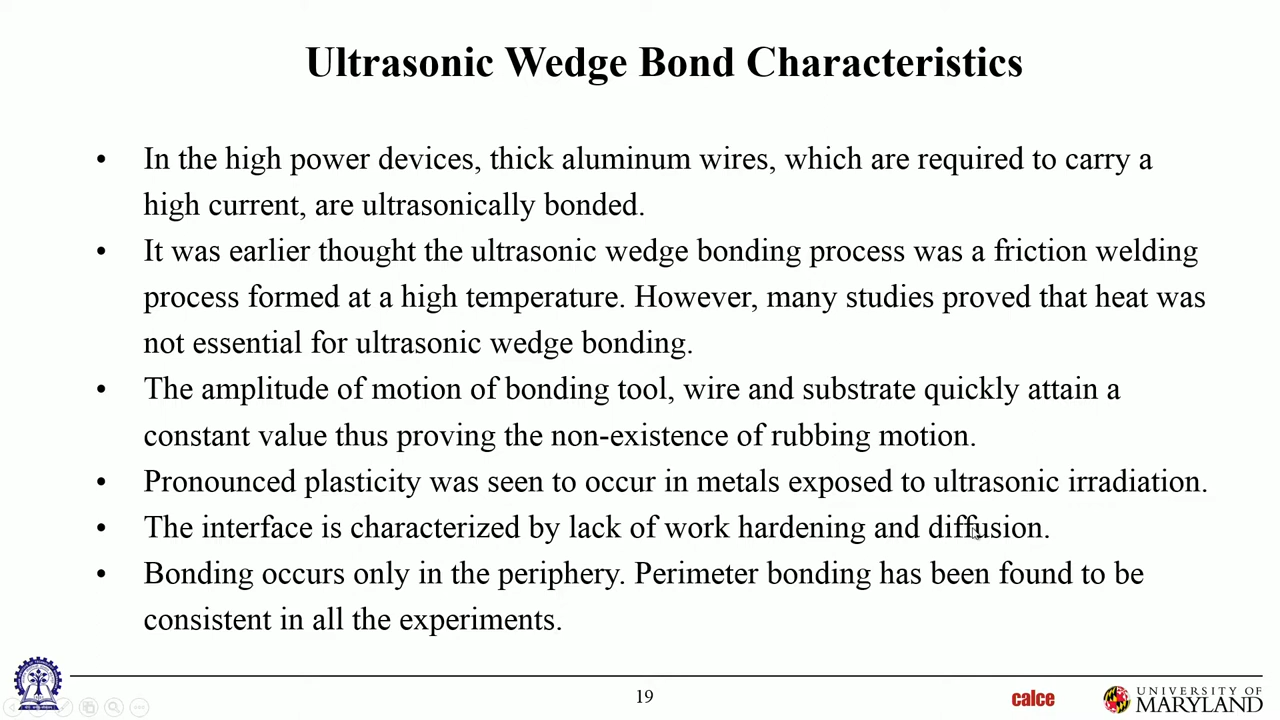 Ultrasonic Wedge Bond Characteristics
• In the high power devices, thick aluminum wires, which are required to carry a
high current, are ultrasonically bonded.
• It was earlier thought the ultrasonic wedge bonding process was a friction welding
process formed at a high temperature. However, many studies proved that heat was
not essential for ultrasonic wedge bonding.
• The amplitude of motion of bonding tool, wire and substrate quickly attain a
constant value thus proving the non-existence of rubbing motion.
• Pronounced plasticity was seen to occur in metals exposed to ultrasonic irradiation.
• The interface is characterized by lack of work hardening and diffusion.
• Bonding occurs only in the periphery. Perimeter bonding has been found to be
consistent in all the experiments.
19
calce
UNIVERSITY OF
MARYLAND